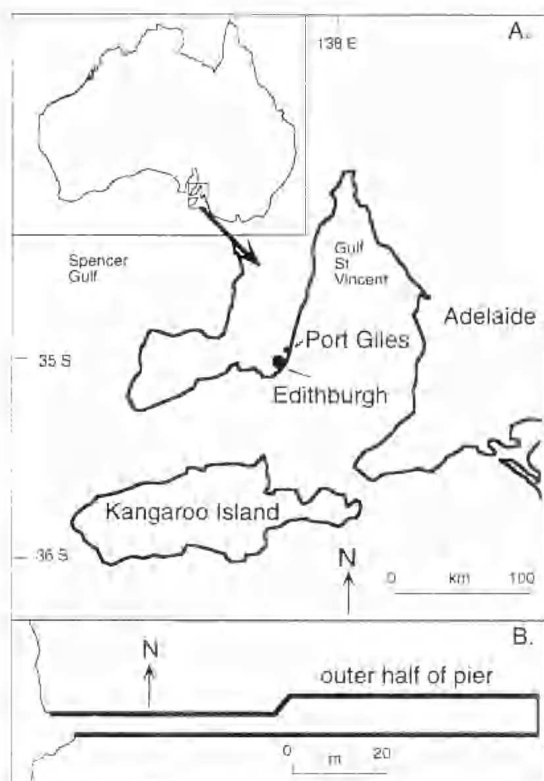 138 E
A.
Spencer
Gulf
Gulf
St
Vincent
Adelaide
Port Giles
35 S
Edithburgh
Kangaroo Island
36 S
N
0 km 100
B.
N
outer half of pier
0 m 20